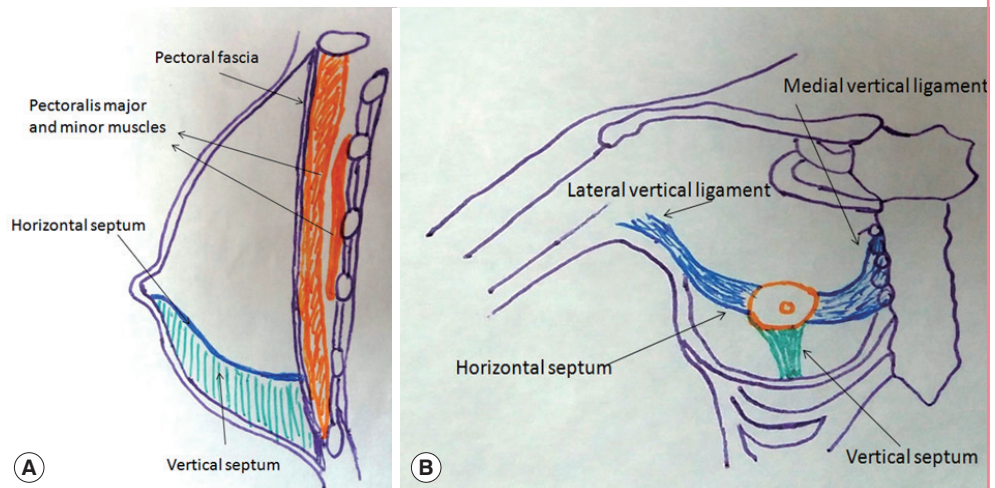 Pectoral fascia
Pectoralis major
and minor muscles
Horizontal septum
Vertical septum
A
Medial vertical ligament
Lateral vertical ligament
Horizontal septum
Vertical septum
B